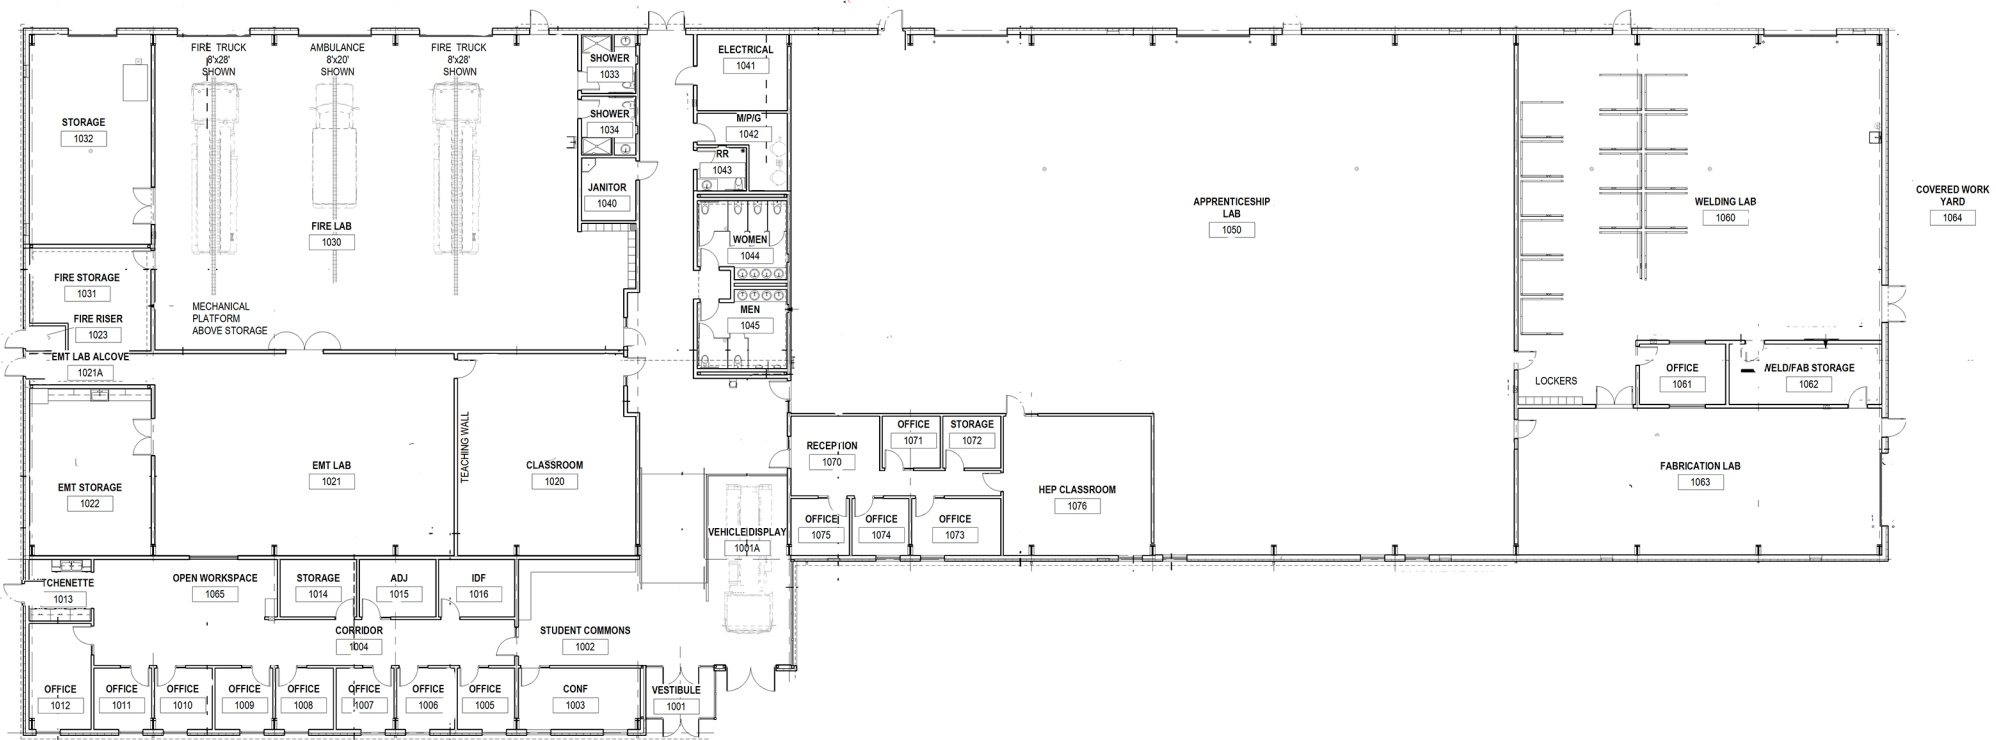 FIRE TRUCK
8'x28'
SHOWN
AMBULANCE
8'x20'
SHOWN
FIRE TRUCK
8'x28'
SHOWN
SHOWER
1033
ELECTRICAL
1041
STORAGE
1032
SHOWER
1034
M/P/G
1042
RR
1043
JANITOR
1040
FIRE LAB
1030
WOMEN
1044
APPRENTICESHIP
LAB
1050
WELDING LAB
1060
COVERED WORK
YARD
1064
FIRE STORAGE
1031
FIRE RISER
1023
MECHANICAL
PLATFORM
ABOVE STORAGE
MEN
1045
EMT LAB ALCOVE
1021A
LOCKERS
OFFICE
1061
WELD/FAB STORAGE
1062
EMT STORAGE
1022
EMT LAB
1021
TEACHING WALL
CLASSROOM
1020
RECEPTION
1070
OFFICE
1071
STORAGE
1072
HEP CLASSROOM
1076
FABRICATION LAB
1063
VEHICLE DISPLAY
1001A
OFFICE
1075
OFFICE
1074
OFFICE
1073
TCHENETTE
1013
OPEN WORKSPACE
1065
STORAGE
1014
ADJ
1015
IDF
1016
CORRIDOR
1004
STUDENT COMMONS
1002
OFFICE
1012
OFFICE
1011
OFFICE
1010
OFFICE
1009
OFFICE
1008
OFFICE
1007
OFFICE
1006
OFFICE
1005
CONF
1003
VESTIBULE
1001